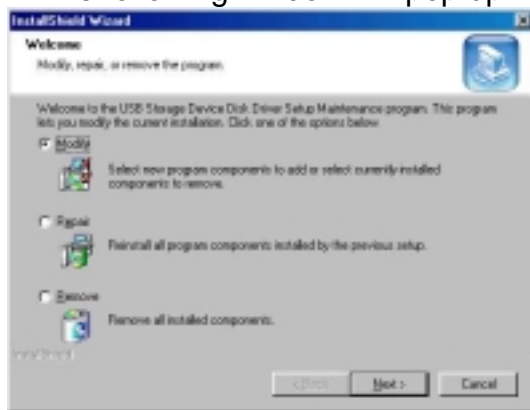 InstallShield Wizard
Welcome
Modify, repair, or remove the program.
Welcome to the USB Storage Device Disk Driver Setup Maintenance program. This program
lets you modify the current installation. Click one of the options below.
Modify
Select new program components to add or select currently installed
components to remove.
Repair
Reinstall all program components installed by the previous setup.
Remove
Remove all installed components.
InstallShield
< Back Next > Cancel